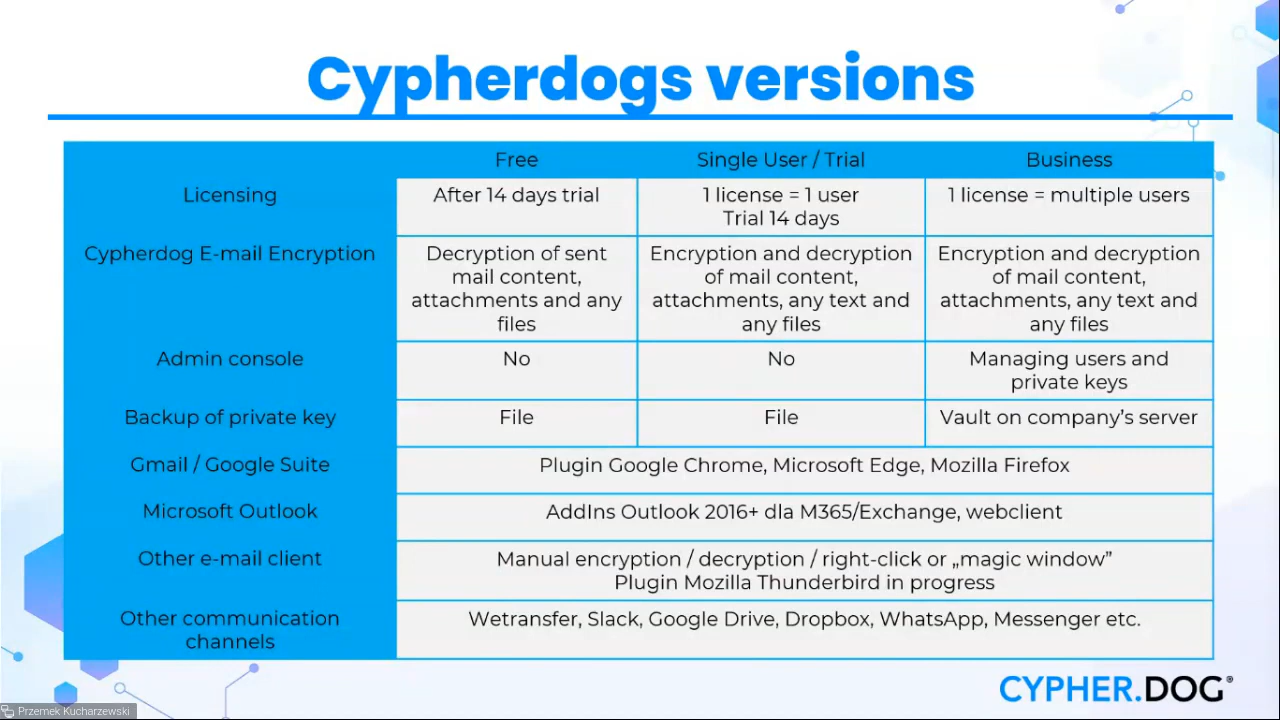 Cypherdogs versions
Free
Single User / Trial
Business
Licensing
After 14 days trial
1 license = 1 user
Trial 14 days
1 license = multiple users
Cypherdog E-mail Encryption
Decryption of sent
mail content,
attachments and any
files
Encryption and decryption
of mail content,
attachments, any text and
any files
Encryption and decryption
of mail content,
attachments, any text and
any files
Admin console
No
No
Managing users and
private keys
Backup of private key
File
File
Vault on company’s server
Gmail / Google Suite
Plugin Google Chrome, Microsoft Edge, Mozilla Firefox
Microsoft Outlook
AddIns Outlook 2016+ dla M365/Exchange, webclient
Other e-mail client
Manual encryption / decryption / right-click or „magic window”
Plugin Mozilla Thunderbird in progress
Other communication
channels
Wetransfer, Slack, Google Drive, Dropbox, WhatsApp, Messenger etc.
CYPHER.DOG®
Przemek Kucharzewski